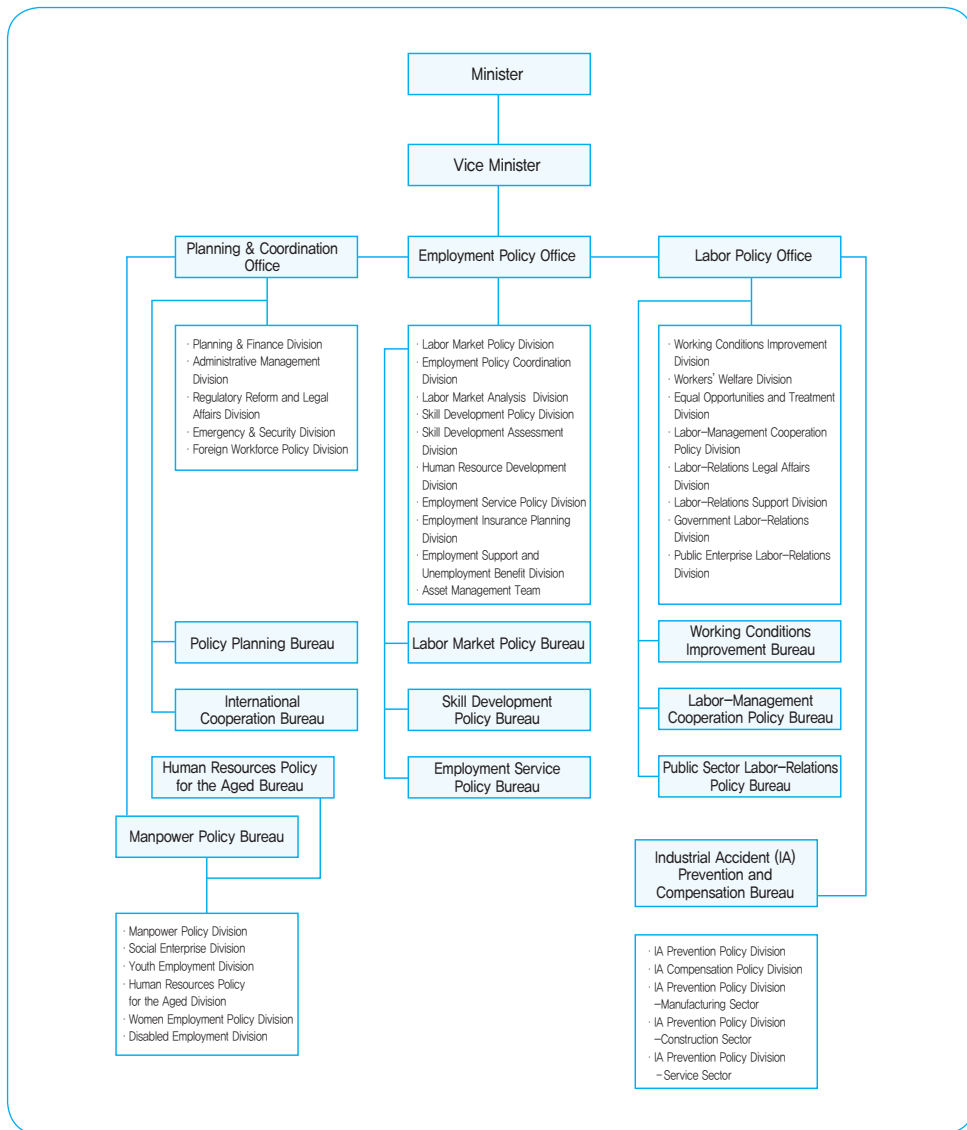 Minister
Vice Minister
Planning & Coordination
Office
Employment Policy Office
Labor Policy Office
· Planning & Finance Division
· Administrative Management
Division
· Regulatory Reform and Legal
Affairs Division
· Emergency & Security Division
· Foreign Workforce Policy Division
· Labor Market Policy Division
· Employment Policy Coordination
Division
· Labor Market Analysis Division
· Skill Development Policy Division
· Skill Development Assessment
Division
· Human Resource Development
Division
· Employment Service Policy Division
· Employment Insurance Planning
Division
· Employment Support and
Unemployment Benefit Division
· Asset Management Team
· Working Conditions Improvement
Division
· Workers' Welfare Division
· Equal Opportunities and Treatment
Division
· Labor-Management Cooperation
Policy Division
· Labor-Relations Legal Affairs
Division
· Labor-Relations Support Division
· Government Labor-Relations
Division
· Public Enterprise Labor-Relations
Division
Policy Planning Bureau
Labor Market Policy Bureau
Working Conditions
Improvement Bureau
International
Cooperation Bureau
Skill Development
Policy Bureau
Labor-Management
Cooperation Policy Bureau
Human Resources Policy
for the Aged Bureau
Employment Service
Policy Bureau
Public Sector Labor-Relations
Policy Bureau
Manpower Policy Bureau
Industrial Accident (IA)
Prevention and
Compensation Bureau
· Manpower Policy Division
· Social Enterprise Division
· Youth Employment Division
· Human Resources Policy
for the Aged Division
· Women Employment Policy Division
· Disabled Employment Division
· IA Prevention Policy Division
· IA Compensation Policy Division
· IA Prevention Policy Division
-Manufacturing Sector
· IA Prevention Policy Division
-Construction Sector
· IA Prevention Policy Division
-Service Sector